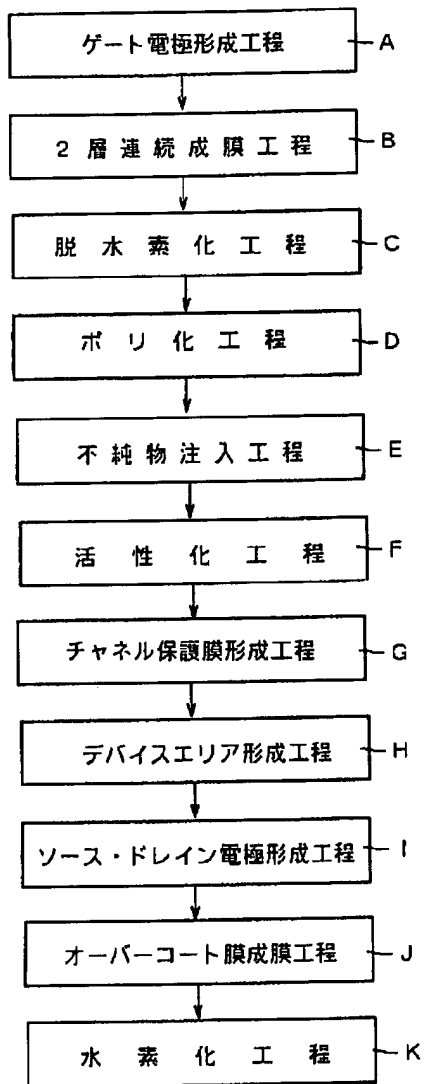 ゲート電極形成工程 A
2層連続成膜工程 B
脱水素化工程 C
ポリ化工程 D
不純物注入工程 E
活性化工程 F
チャネル保護膜形成工程 G
デバイスエリア形成工程 H
ソース・ドレイン電極形成工程 I
オーバーコート膜成膜工程 J
水素化工程 K